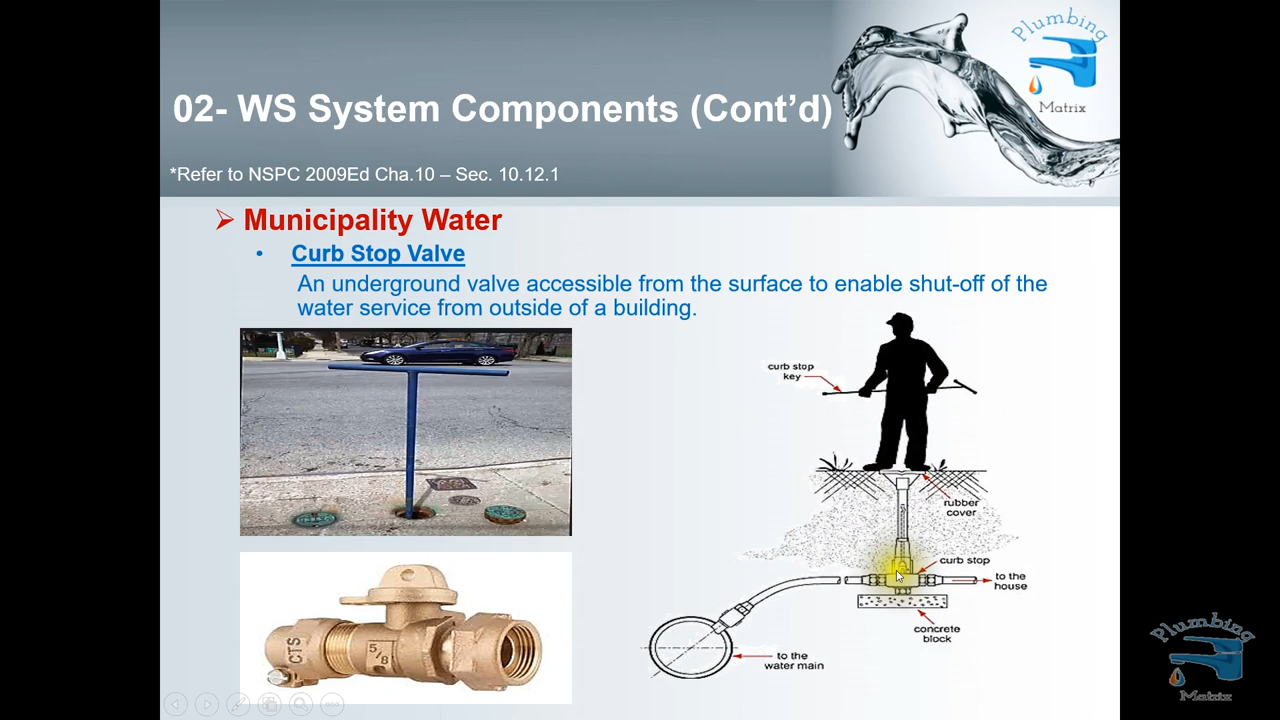 Plumbing
Matrix
02- WS System Components (Cont’d)
*Refer to NSPC 2009Ed Cha.10 – Sec. 10.12.1
Municipality Water
• Curb Stop Valve
An underground valve accessible from the surface to enable shut-off of the
water service from outside of a building.
curb stop
key
rubber
cover
curb stop
to the
house
concrete
block
to the
water main
CTS
5/8
Plumbing
Matrix